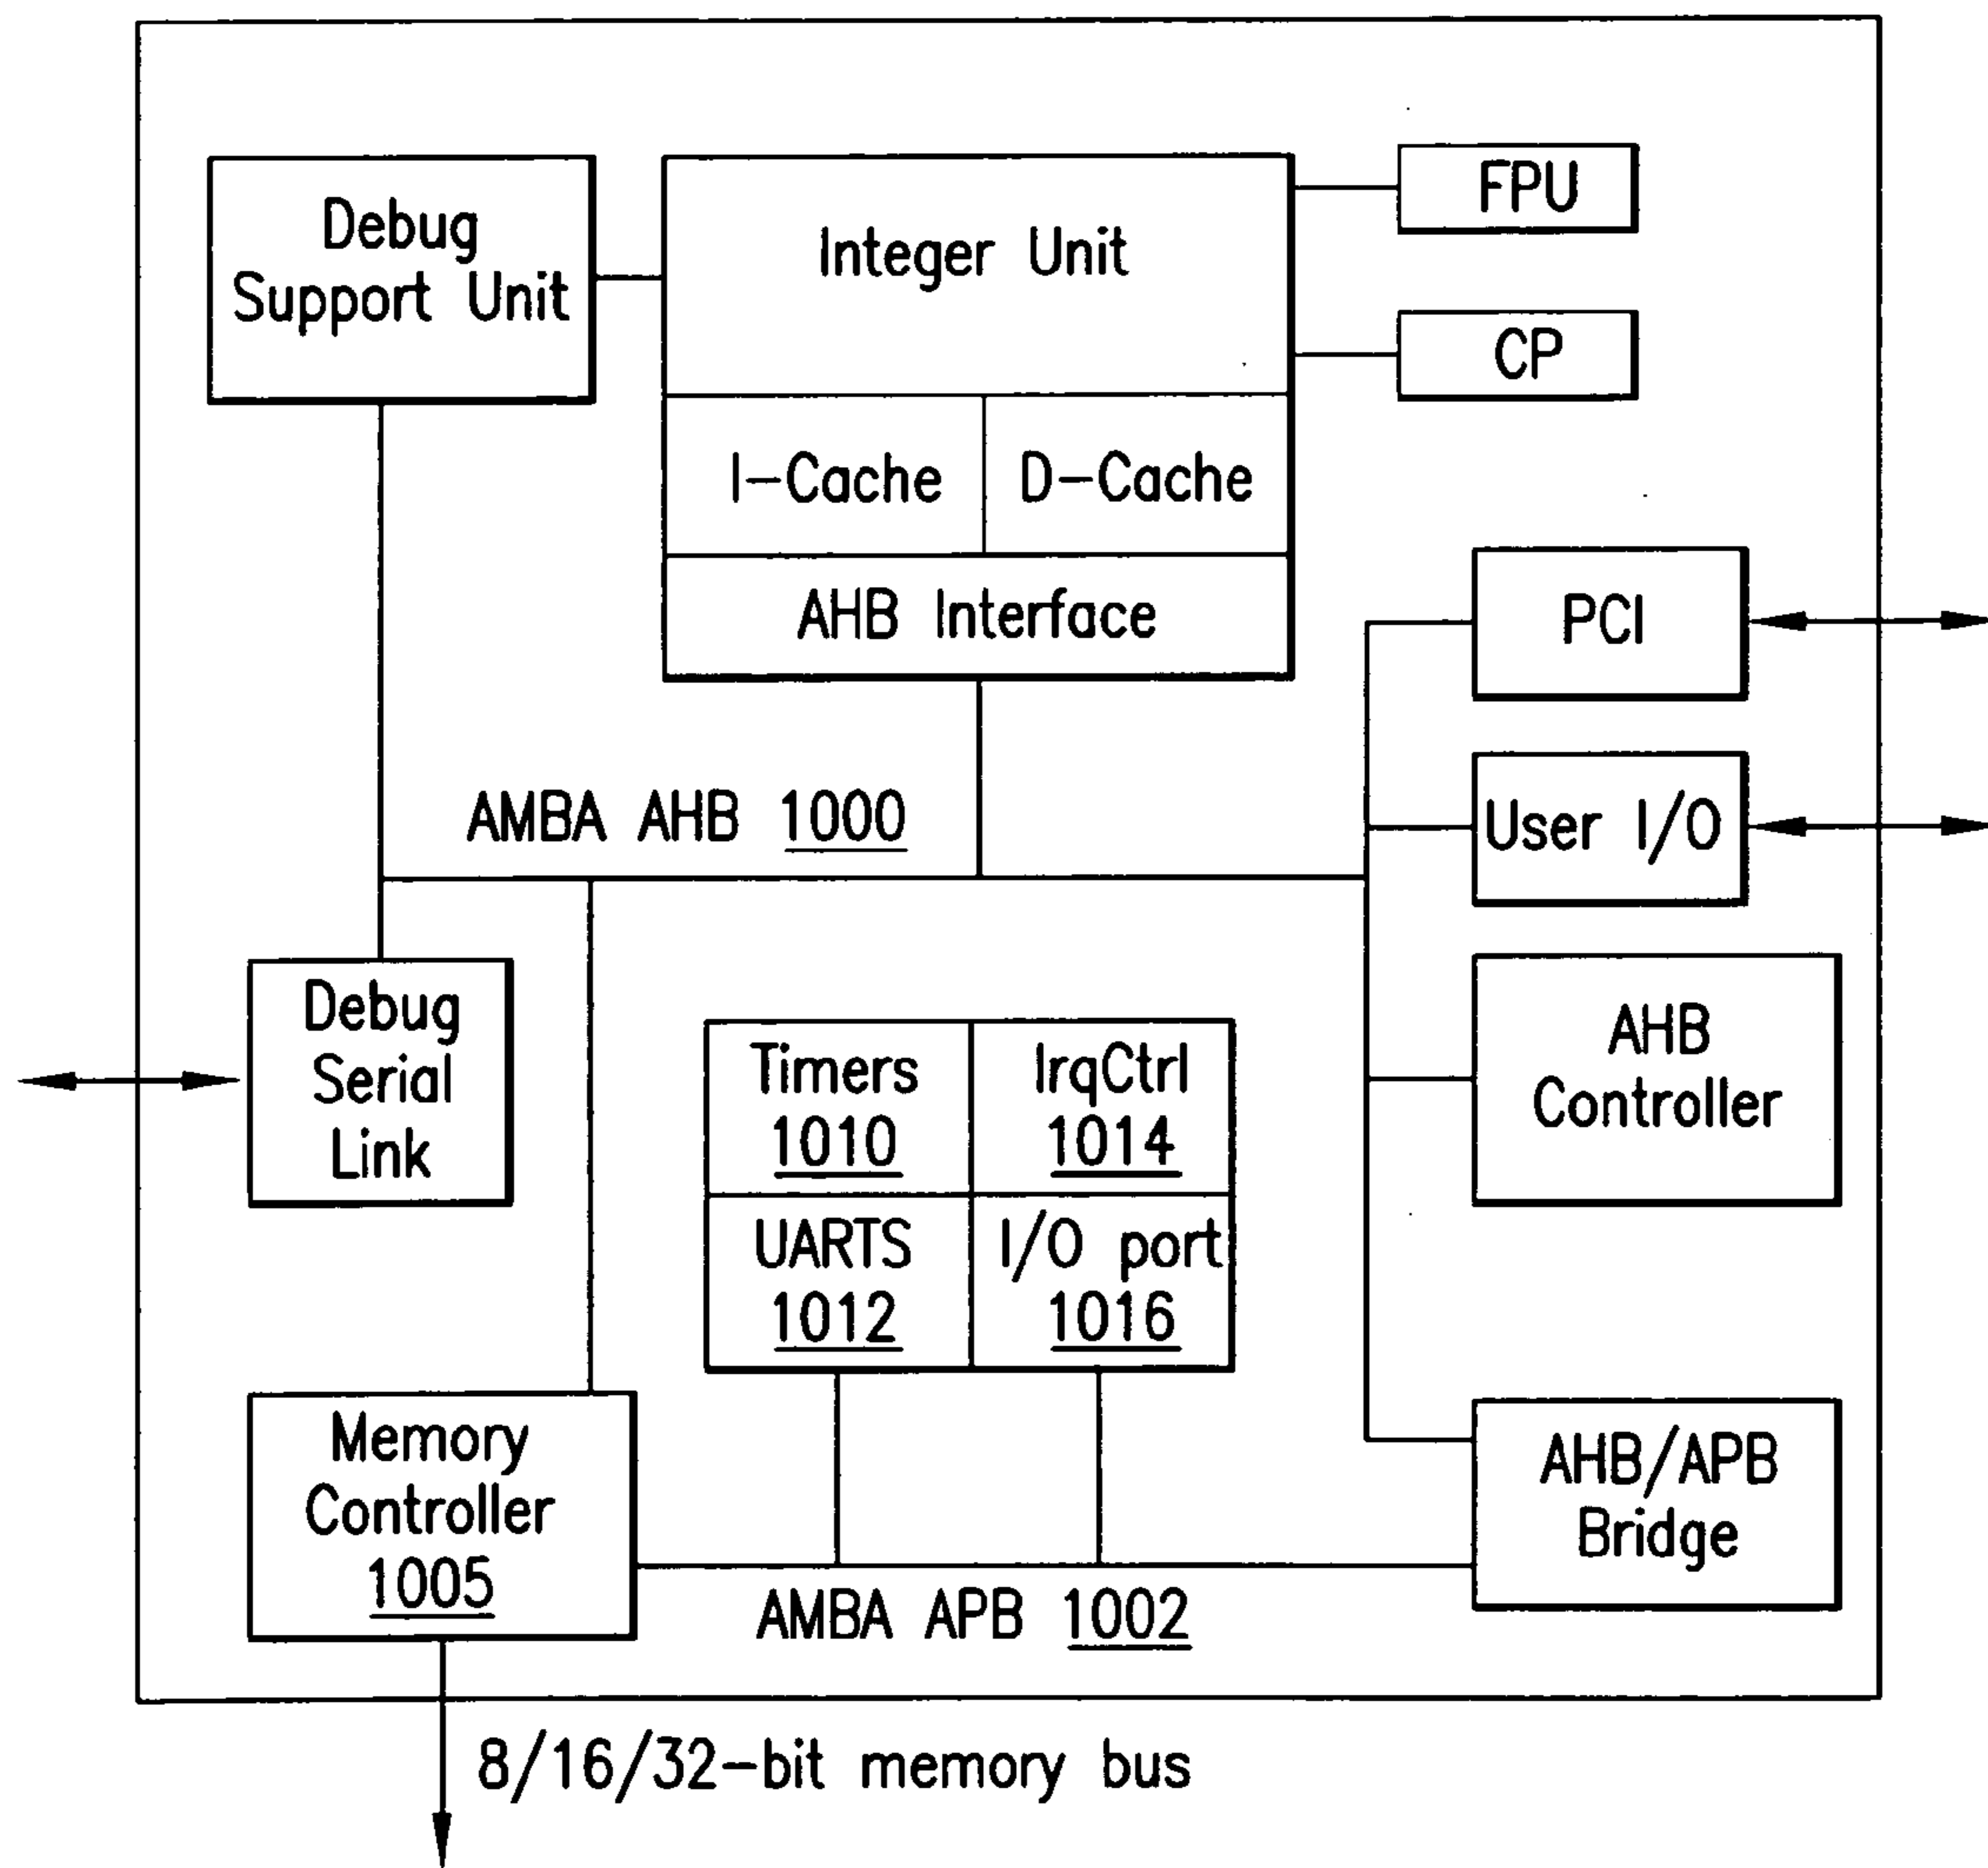 Debug
Support Unit
Integer Unit
FPU
CP
I-Cache
D-Cache
AHB Interface
PCI
User I/O
AMBA AHB 1000
Debug
Serial
Link
Timers
1010
IrqCtrl
1014
UARTS
1012
I/O port
1016
AHB
Controller
Memory
Controller
1005
AHB/APB
Bridge
AMBA APB 1002
8/16/32-bit memory bus